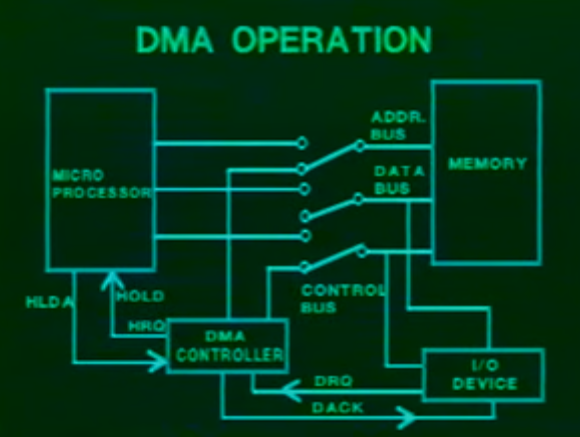 DMA OPERATION
ADDR.
BUS
MICRO
PROCESSOR
MEMORY
DATA
BUS
HLDA
HOLD
CONTROL
BUS
HRQ
DMA
CONTROLLER
I/O
DEVICE
DRQ
DACK